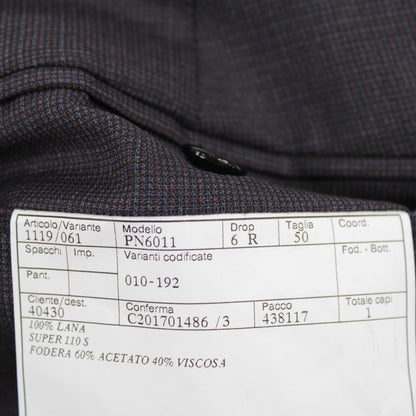 Articolo/Variante Modello Drop Taglia Coord.
1119/061 PN6011 6 R 50
Spacchi Imp. Varianti codificate Fod. - Bott.
Pant. 010-192
Cliente/dest. Conferma Pacco Totale capi
40430 C201701486 /3 438117 1
100% LANA
SUPER 110 S
FODERA 60% ACETATO 40% VISCOSA